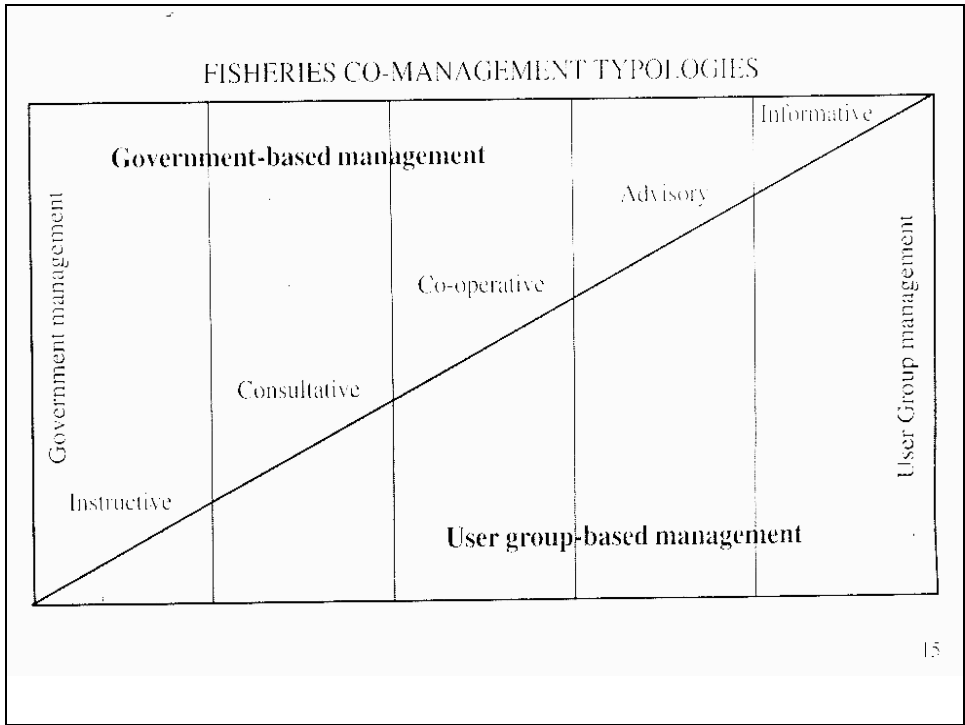 FISHERIES CO-MANAGEMENT TYPOLOGIES
Informative
Government-based management
Advisory
Government management
User Group management
Co-operative
Consultative
Instructive
User group-based management
15